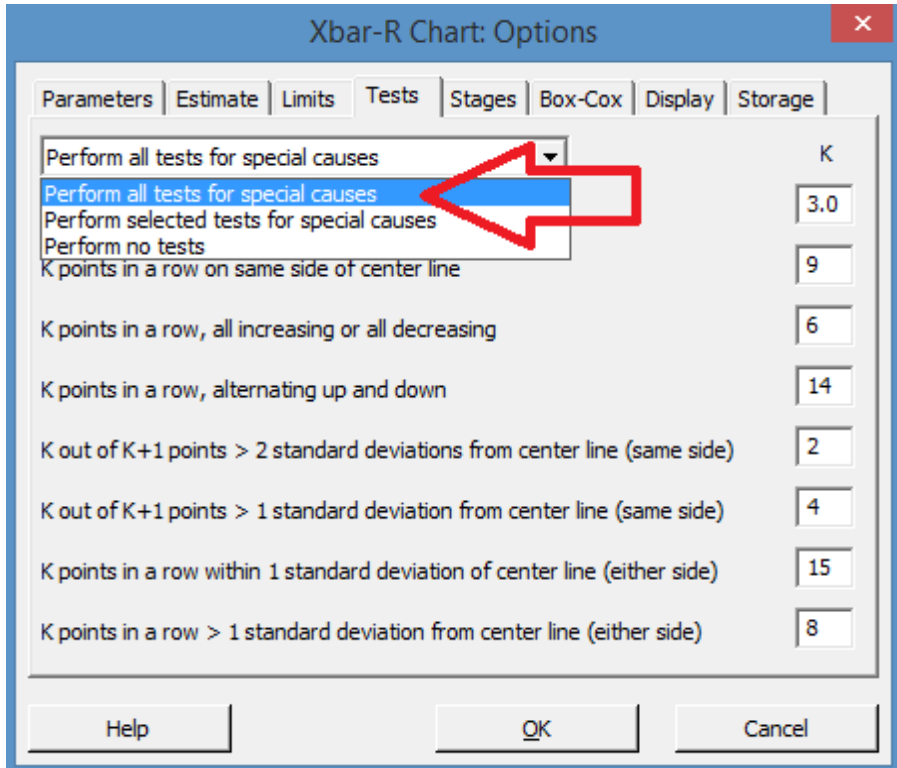 Xbar-R Chart: Options
Parameters Estimate Limits Tests Stages Box-Cox Display Storage
Perform all tests for special causes K
Perform all tests for special causes 3.0
Perform selected tests for special causes
Perform no tests
K points in a row on same side of center line 9
K points in a row, all increasing or all decreasing 6
K points in a row, alternating up and down 14
K out of K+1 points > 2 standard deviations from center line (same side) 2
K out of K+1 points > 1 standard deviation from center line (same side) 4
K points in a row within 1 standard deviation of center line (either side) 15
K points in a row > 1 standard deviation from center line (either side) 8
Help OK Cancel